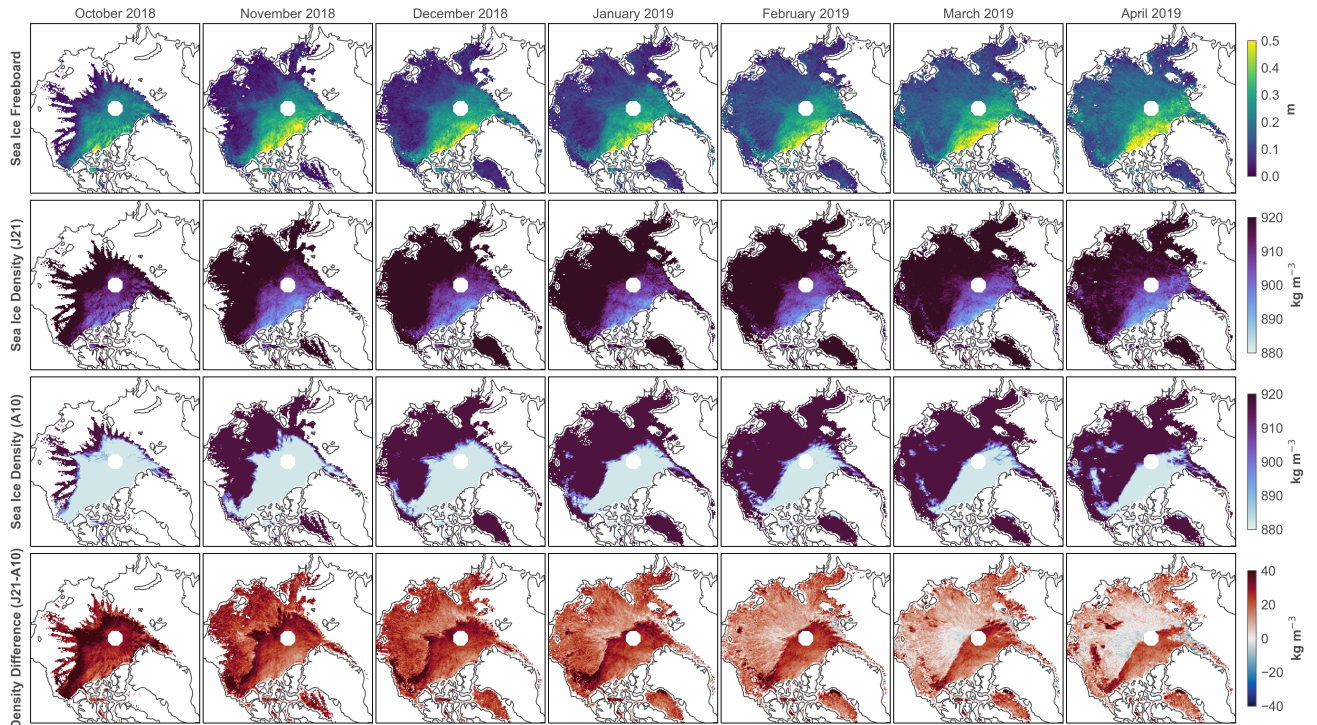 October 2018 November 2018 December 2018 January 2019 February 2019 March 2019 April 2019
Sea Ice Freeboard
0.5
0.4
0.3
0.2
0.1
0.0
m
Sea Ice Density (J21)
920
910
900
890
880
kg m⁻³
Sea Ice Density (A10)
920
910
900
890
880
kg m⁻³
Density Difference (J21-A10)
40
20
0
−20
−40
kg m⁻³